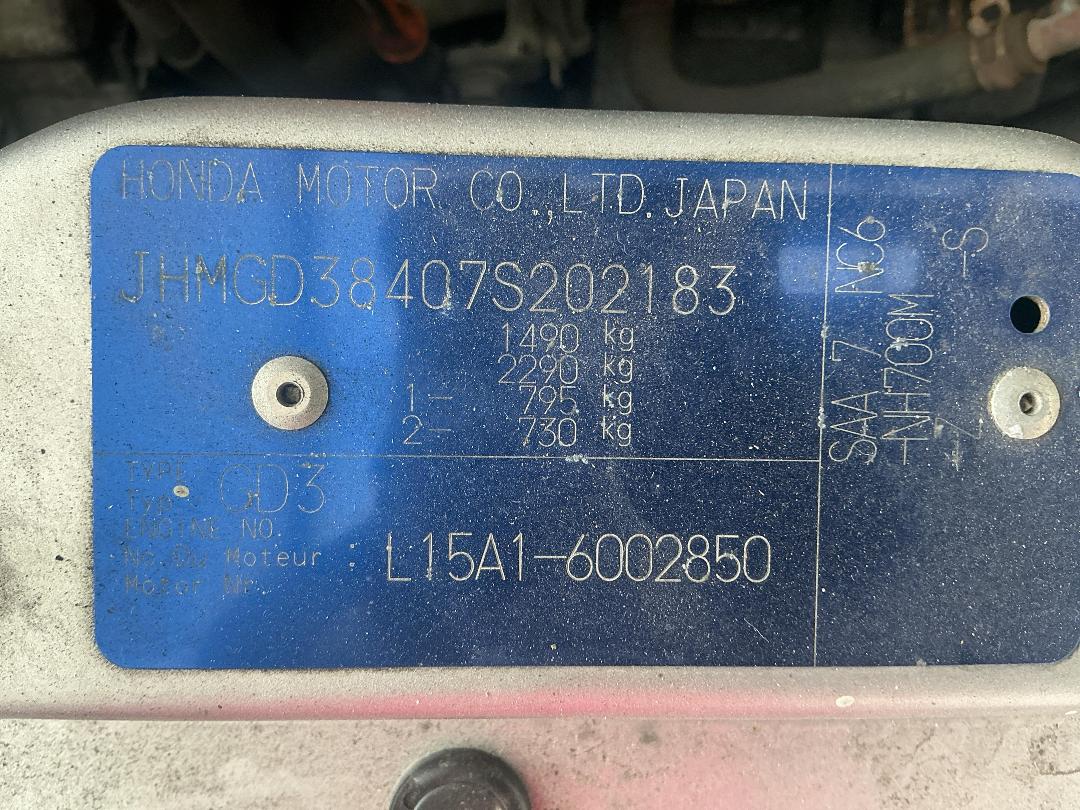 HONDA MOTOR CO.,LTD.JAPAN
JHMGD38407S202183
1490 kg
2290 kg
1- 795 kg
2- 730 kg
TYPE
Typ GD3
ENGINE NO.
No.Du Moteur
Motor Nr.
L15A1-6002850
SAA 7 NC6
-NH700M
-S